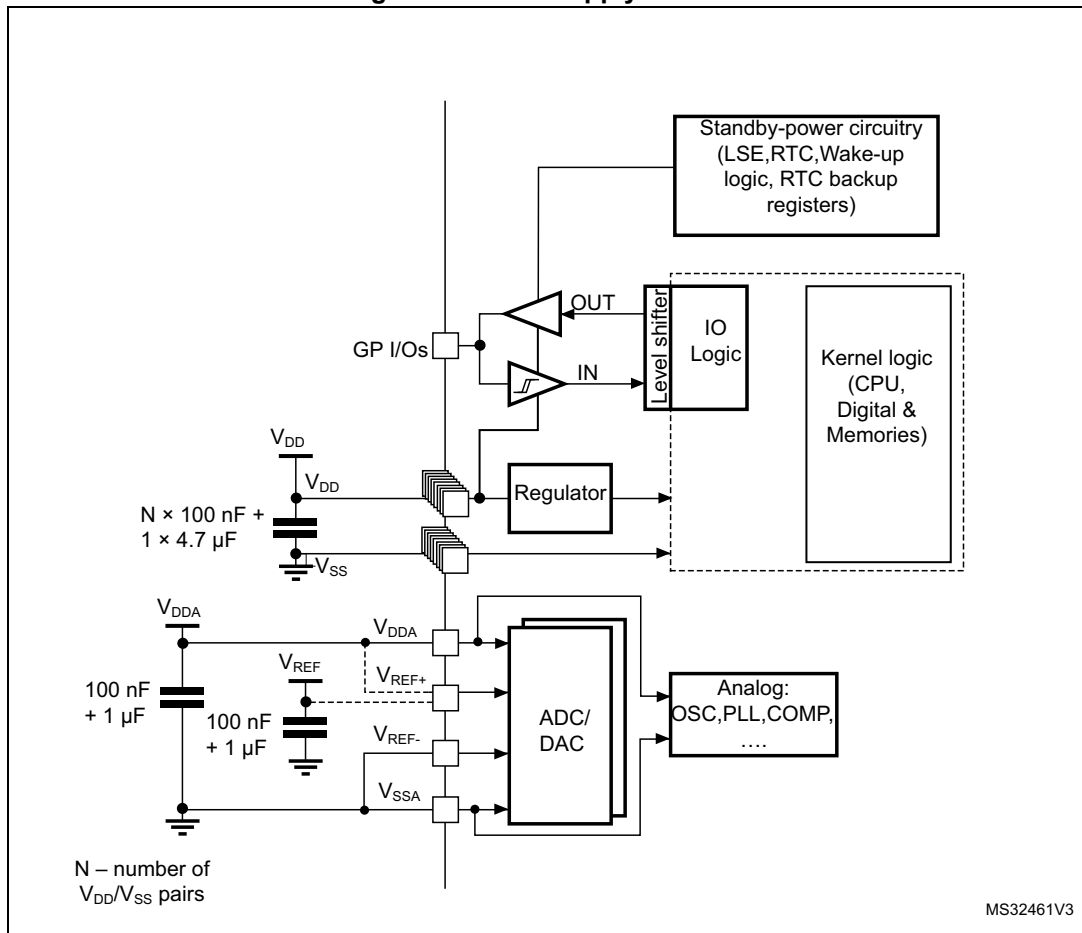 Standby-power circuitry
(LSE,RTC,Wake-up
logic, RTC backup
registers)
OUT
IN
GP I/Os
Level shifter
IO
Logic
Kernel logic
(CPU,
Digital &
Memories)
VDD
VDD
N × 100 nF +
1 × 4.7 µF
Regulator
VSS
VDDA
VDDA
VREF
VREF+
100 nF
+ 1 µF
100 nF
+ 1 µF
VREF-
VSSA
ADC/
DAC
Analog:
OSC,PLL,COMP,
….
N – number of
VDD/VSS pairs
MS32461V3